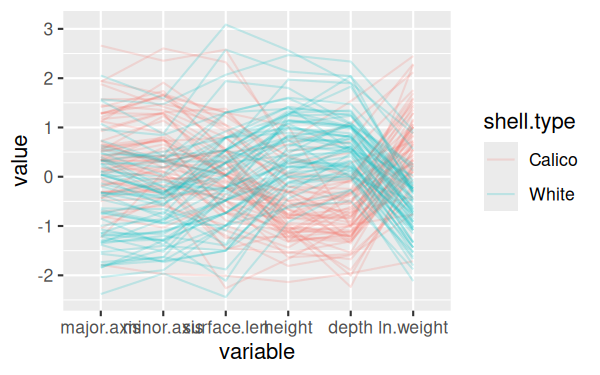 value
3
2
1
0
-1
-2
major.axis
minor.axis
surface.len
height
depth
ln.weight
variable
shell.type
Calico
White